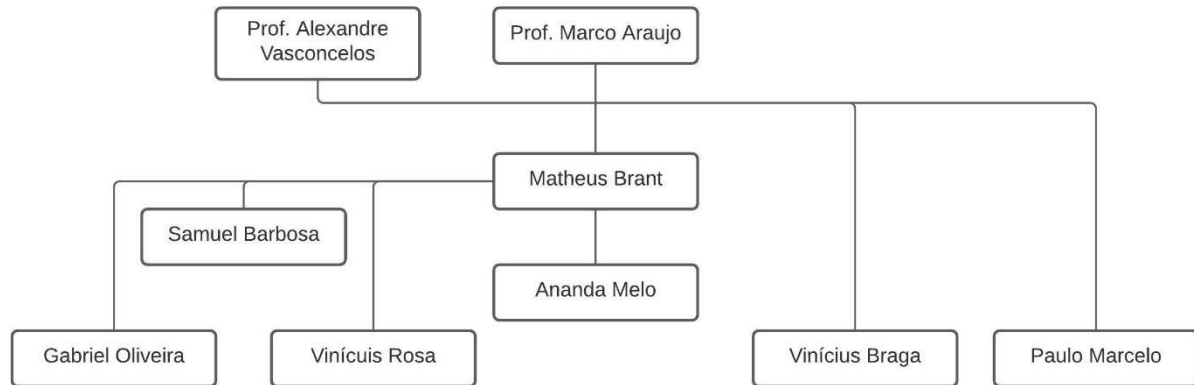 Prof. Alexandre
Vasconcelos
Prof. Marco Araujo
Matheus Brant
Samuel Barbosa
Ananda Melo
Gabriel Oliveira
Vinícuis Rosa
Vinícius Braga
Paulo Marcelo